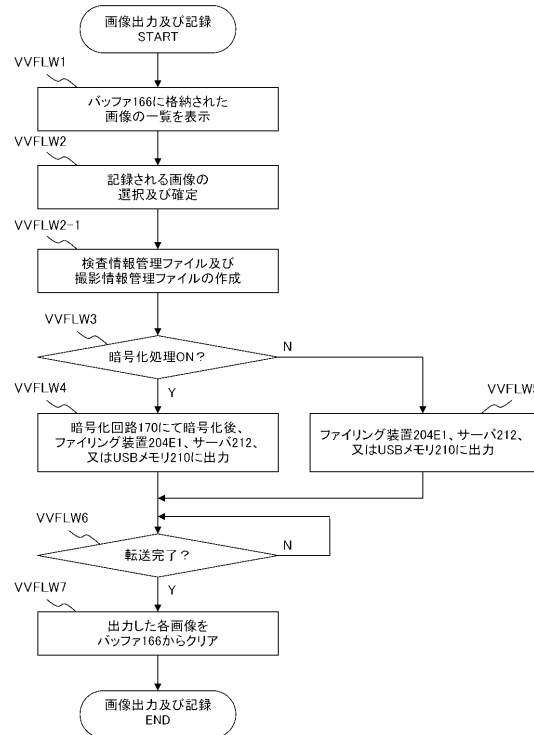 画像出力及び記録
START
VVFLW1
バッファ166に格納された
画像の一覧を表示
VVFLW2
記録される画像の
選択及び確定
VVFLW2-1
検査情報管理ファイル及び
撮影情報管理ファイルの作成
VVFLW3
暗号化処理ON？
N
Y
VVFLW4
暗号化回路170にて暗号化後、
ファイリング装置204E1、サーバ212、
又はUSBメモリ210に出力
VVFLW5
ファイリング装置204E1、サーバ212、
又はUSBメモリ210に出力
VVFLW6
転送完了？
N
Y
VVFLW7
出力した各画像を
バッファ166からクリア
画像出力及び記録
END